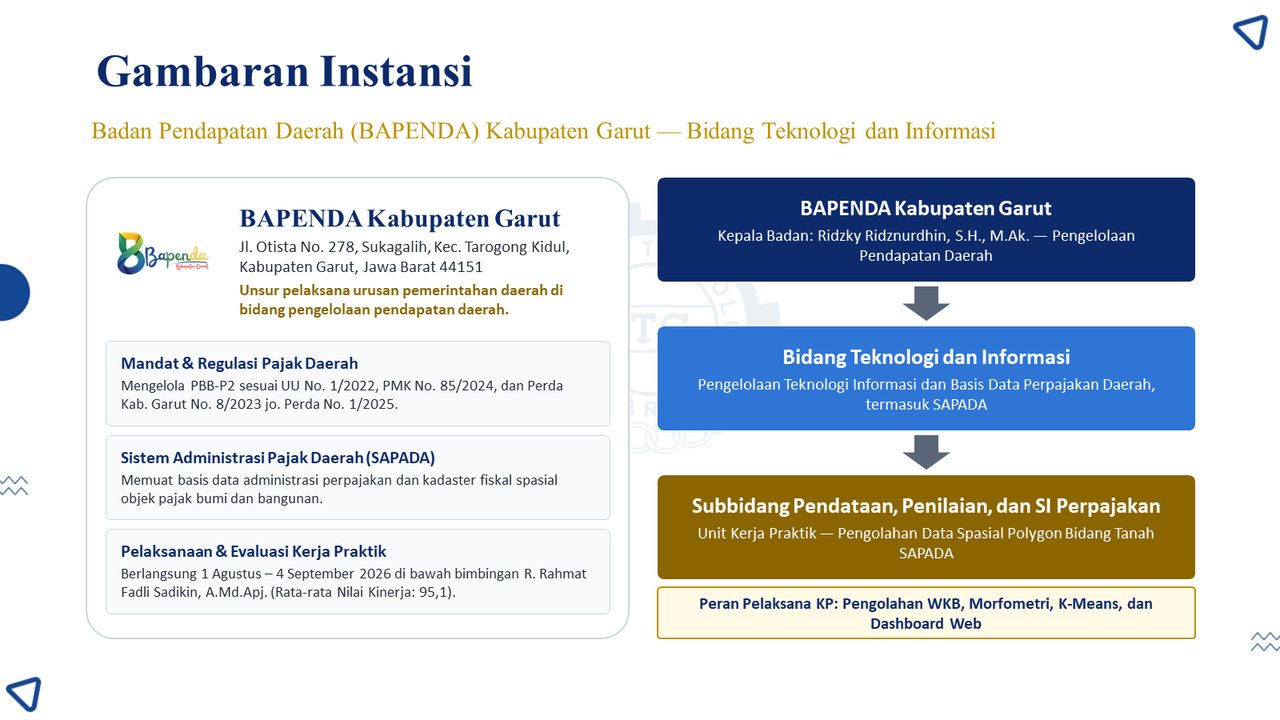 Gambaran Instansi
Badan Pendapatan Daerah (BAPENDA) Kabupaten Garut — Bidang Teknologi dan Informasi
Bapenda
Kabupaten Garut
BAPENDA Kabupaten Garut
Jl. Otista No. 278, Sukagalih, Kec. Tarogong Kidul,
Kabupaten Garut, Jawa Barat 44151
Unsur pelaksana urusan pemerintahan daerah di
bidang pengelolaan pendapatan daerah.
Mandat & Regulasi Pajak Daerah
Mengelola PBB-P2 sesuai UU No. 1/2022, PMK No. 85/2024, dan Perda
Kab. Garut No. 8/2023 jo. Perda No. 1/2025.
Sistem Administrasi Pajak Daerah (SAPADA)
Memuat basis data administrasi perpajakan dan kadaster fiskal spasial
objek pajak bumi dan bangunan.
Pelaksanaan & Evaluasi Kerja Praktik
Berlangsung 1 Agustus – 4 September 2026 di bawah bimbingan R. Rahmat
Fadli Sadikin, A.Md.Apj. (Rata-rata Nilai Kinerja: 95,1).
BAPENDA Kabupaten Garut
Kepala Badan: Ridzky Ridznurdhin, S.H., M.Ak. — Pengelolaan
Pendapatan Daerah
Bidang Teknologi dan Informasi
Pengelolaan Teknologi Informasi dan Basis Data Perpajakan Daerah,
termasuk SAPADA
Subbidang Pendataan, Penilaian, dan SI Perpajakan
Unit Kerja Praktik — Pengolahan Data Spasial Polygon Bidang Tanah
SAPADA
Peran Pelaksana KP: Pengolahan WKB, Morfometri, K-Means, dan
Dashboard Web